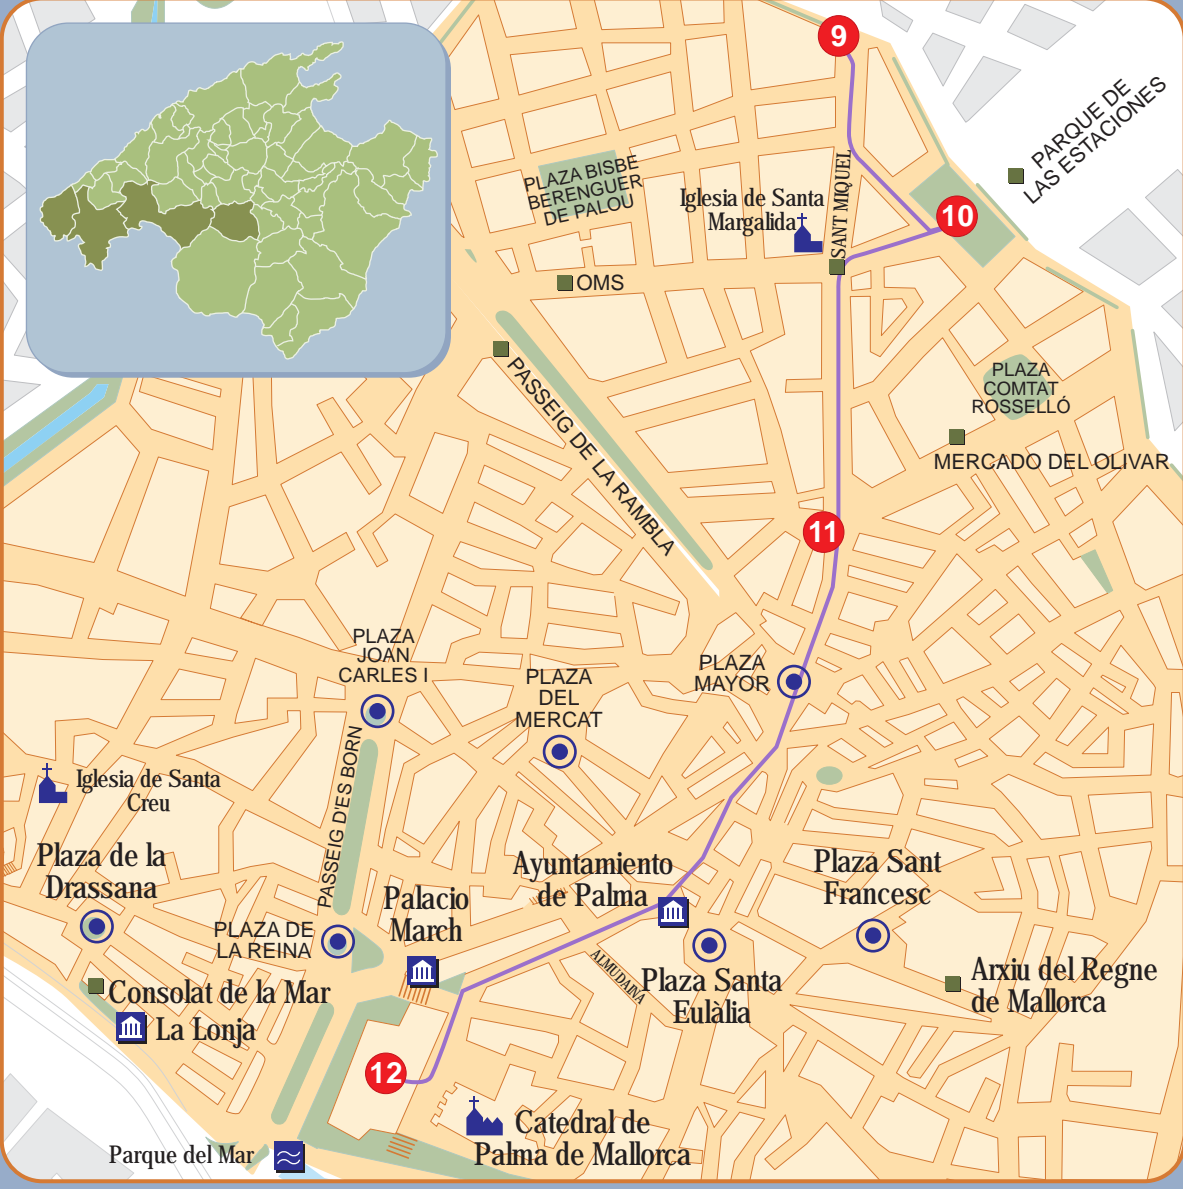 9
PARQUE DE
LAS ESTACIONES
PLAZA BISBE
BERENGUER
DE PALOU
Iglesia de Santa
Margalida
SANT MIQUEL
10
OMS
PASSEIG DE LA RAMBLA
PLAZA
COMTAT
ROSSELLÓ
MERCADO DEL OLIVAR
11
PLAZA
JOAN
CARLES I
PLAZA
DEL
MERCAT
PLAZA
MAYOR
PASSEIG D'ES BORN
Iglesia de Santa
Creu
Plaza de la
Drassana
PLAZA DE
LA REINA
Palacio
March
Ayuntamiento
de Palma
Plaza Sant
Francesc
ALMUDAINA
Plaza Santa
Eulàlia
Arxiu del Regne
de Mallorca
Consolat de la Mar
La Lonja
12
Catedral de
Palma de Mallorca
Parque del Mar